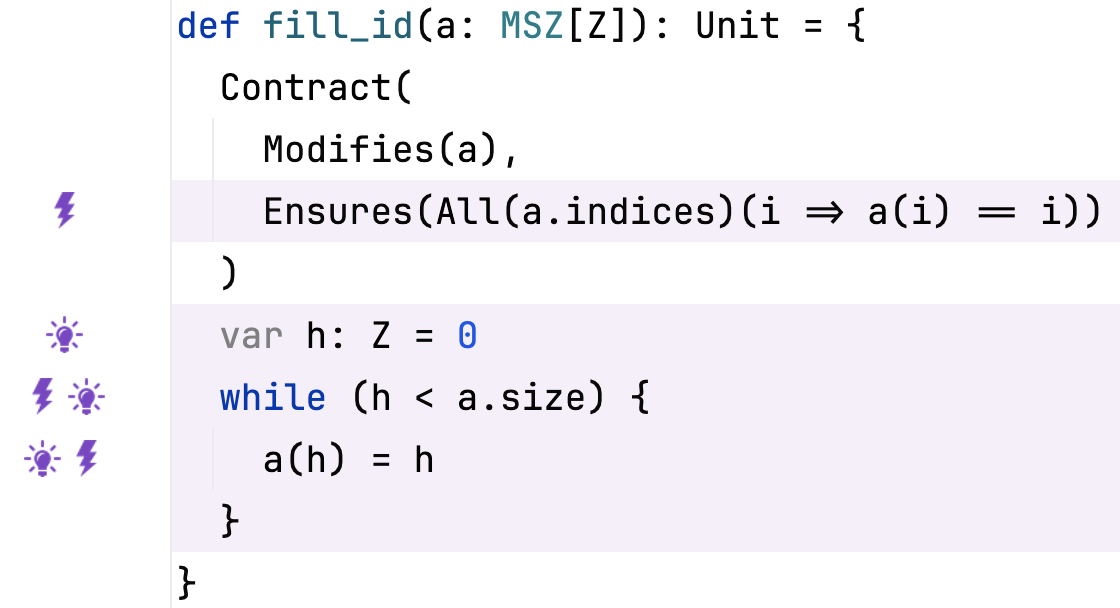 def fill_id(a: MSZ[Z]): Unit = {
  Contract(
    Modifies(a),
    Ensures(All(a.indices)(i => a(i) == i))
  )
  var h: Z = 0
  while (h < a.size) {
    a(h) = h
  }
}